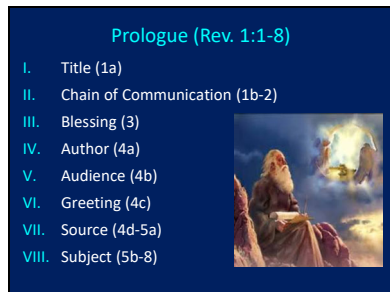 Prologue (Rev. 1:1-8)
I. Title (1a)
II. Chain of Communication (1b-2)
III. Blessing (3)
IV. Author (4a)
V. Audience (4b)
VI. Greeting (4c)
VII. Source (4d-5a)
VIII. Subject (5b-8)